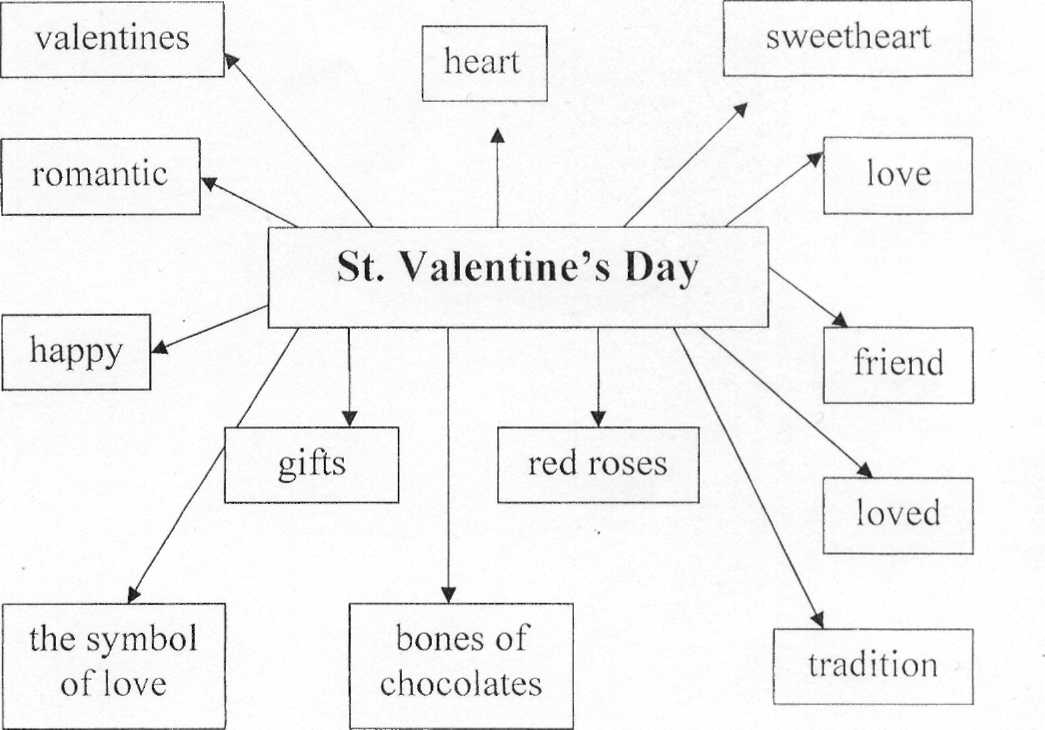 valentines
heart
sweetheart
romantic
love
St. Valentine's Day
happy
friend
gifts
red roses
loved
the symbol
of love
bones of
chocolates
tradition